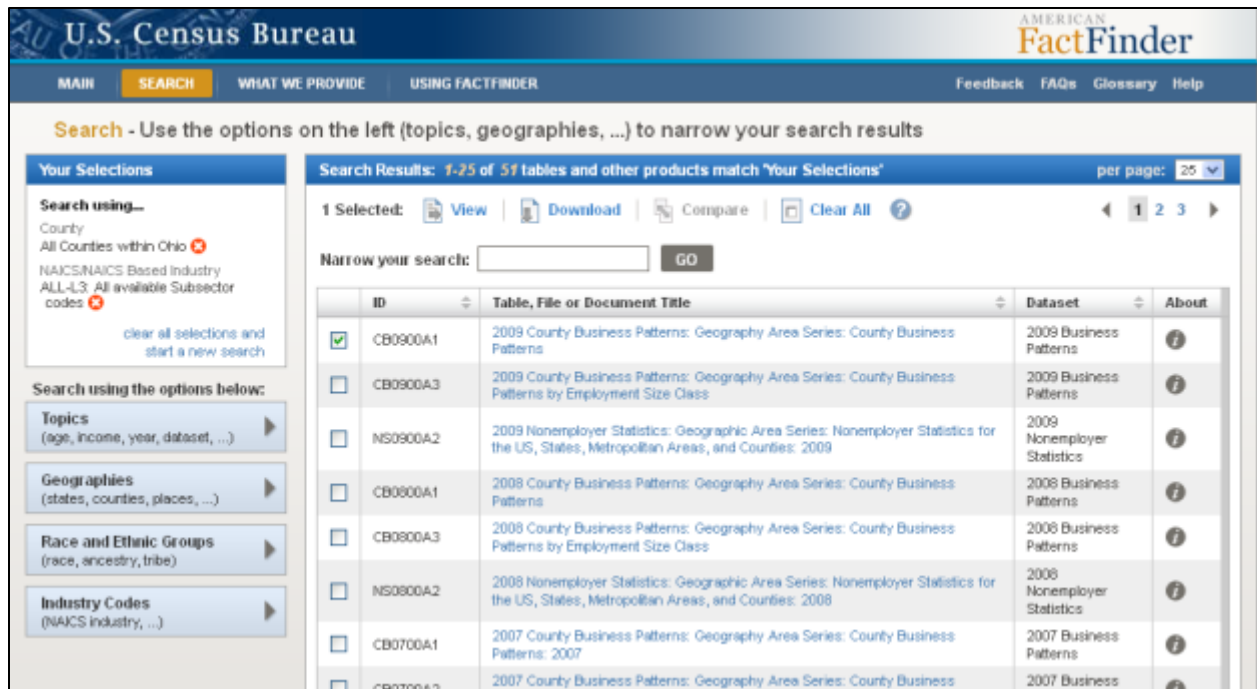 U.S. Census Bureau
AMERICAN
FactFinder
MAIN SEARCH WHAT WE PROVIDE USING FACTFINDER Feedback FAQs Glossary Help
Search - Use the options on the left (topics, geographies, ...) to narrow your search results
Your Selections
Search using...
County
All Counties within Ohio
NAICS/NAICS Based Industry
ALL-L3: All available Subsector
codes
clear all selections and
start a new search
Search using the options below:
Topics
(age, income, year, dataset, ...)
Geographies
(states, counties, places, ...)
Race and Ethnic Groups
(race, ancestry, tribe)
Industry Codes
(NAICS industry, ...)
Search Results: 1-25 of 51 tables and other products match 'Your Selections' per page: 25
1 Selected: View Download Compare Clear All ? 1 2 3
Narrow your search: GO
ID Table, File or Document Title Dataset About
CB0900A1 2009 County Business Patterns: Geography Area Series: County Business 2009 Business
Patterns Patterns
CB0900A3 2009 County Business Patterns: Geography Area Series: County Business 2009 Business
Patterns by Employment Size Class Patterns
NS0900A2 2009 Nonemployer Statistics: Geographic Area Series: Nonemployer Statistics for 2009
the US, States, Metropolitan Areas, and Counties: 2009 Nonemployer
Statistics
CB0800A1 2008 County Business Patterns: Geography Area Series: County Business 2008 Business
Patterns Patterns
CB0800A3 2008 County Business Patterns: Geography Area Series: County Business 2008 Business
Patterns by Employment Size Class Patterns
NS0800A2 2008 Nonemployer Statistics: Geographic Area Series: Nonemployer Statistics for 2008
the US, States, Metropolitan Areas, and Counties: 2008 Nonemployer
Statistics
CB0700A1 2007 County Business Patterns: Geography Area Series: County Business 2007 Business
Patterns: 2007 Patterns
2007 County Business Patterns: Geography Area Series: County Business 2007 Business